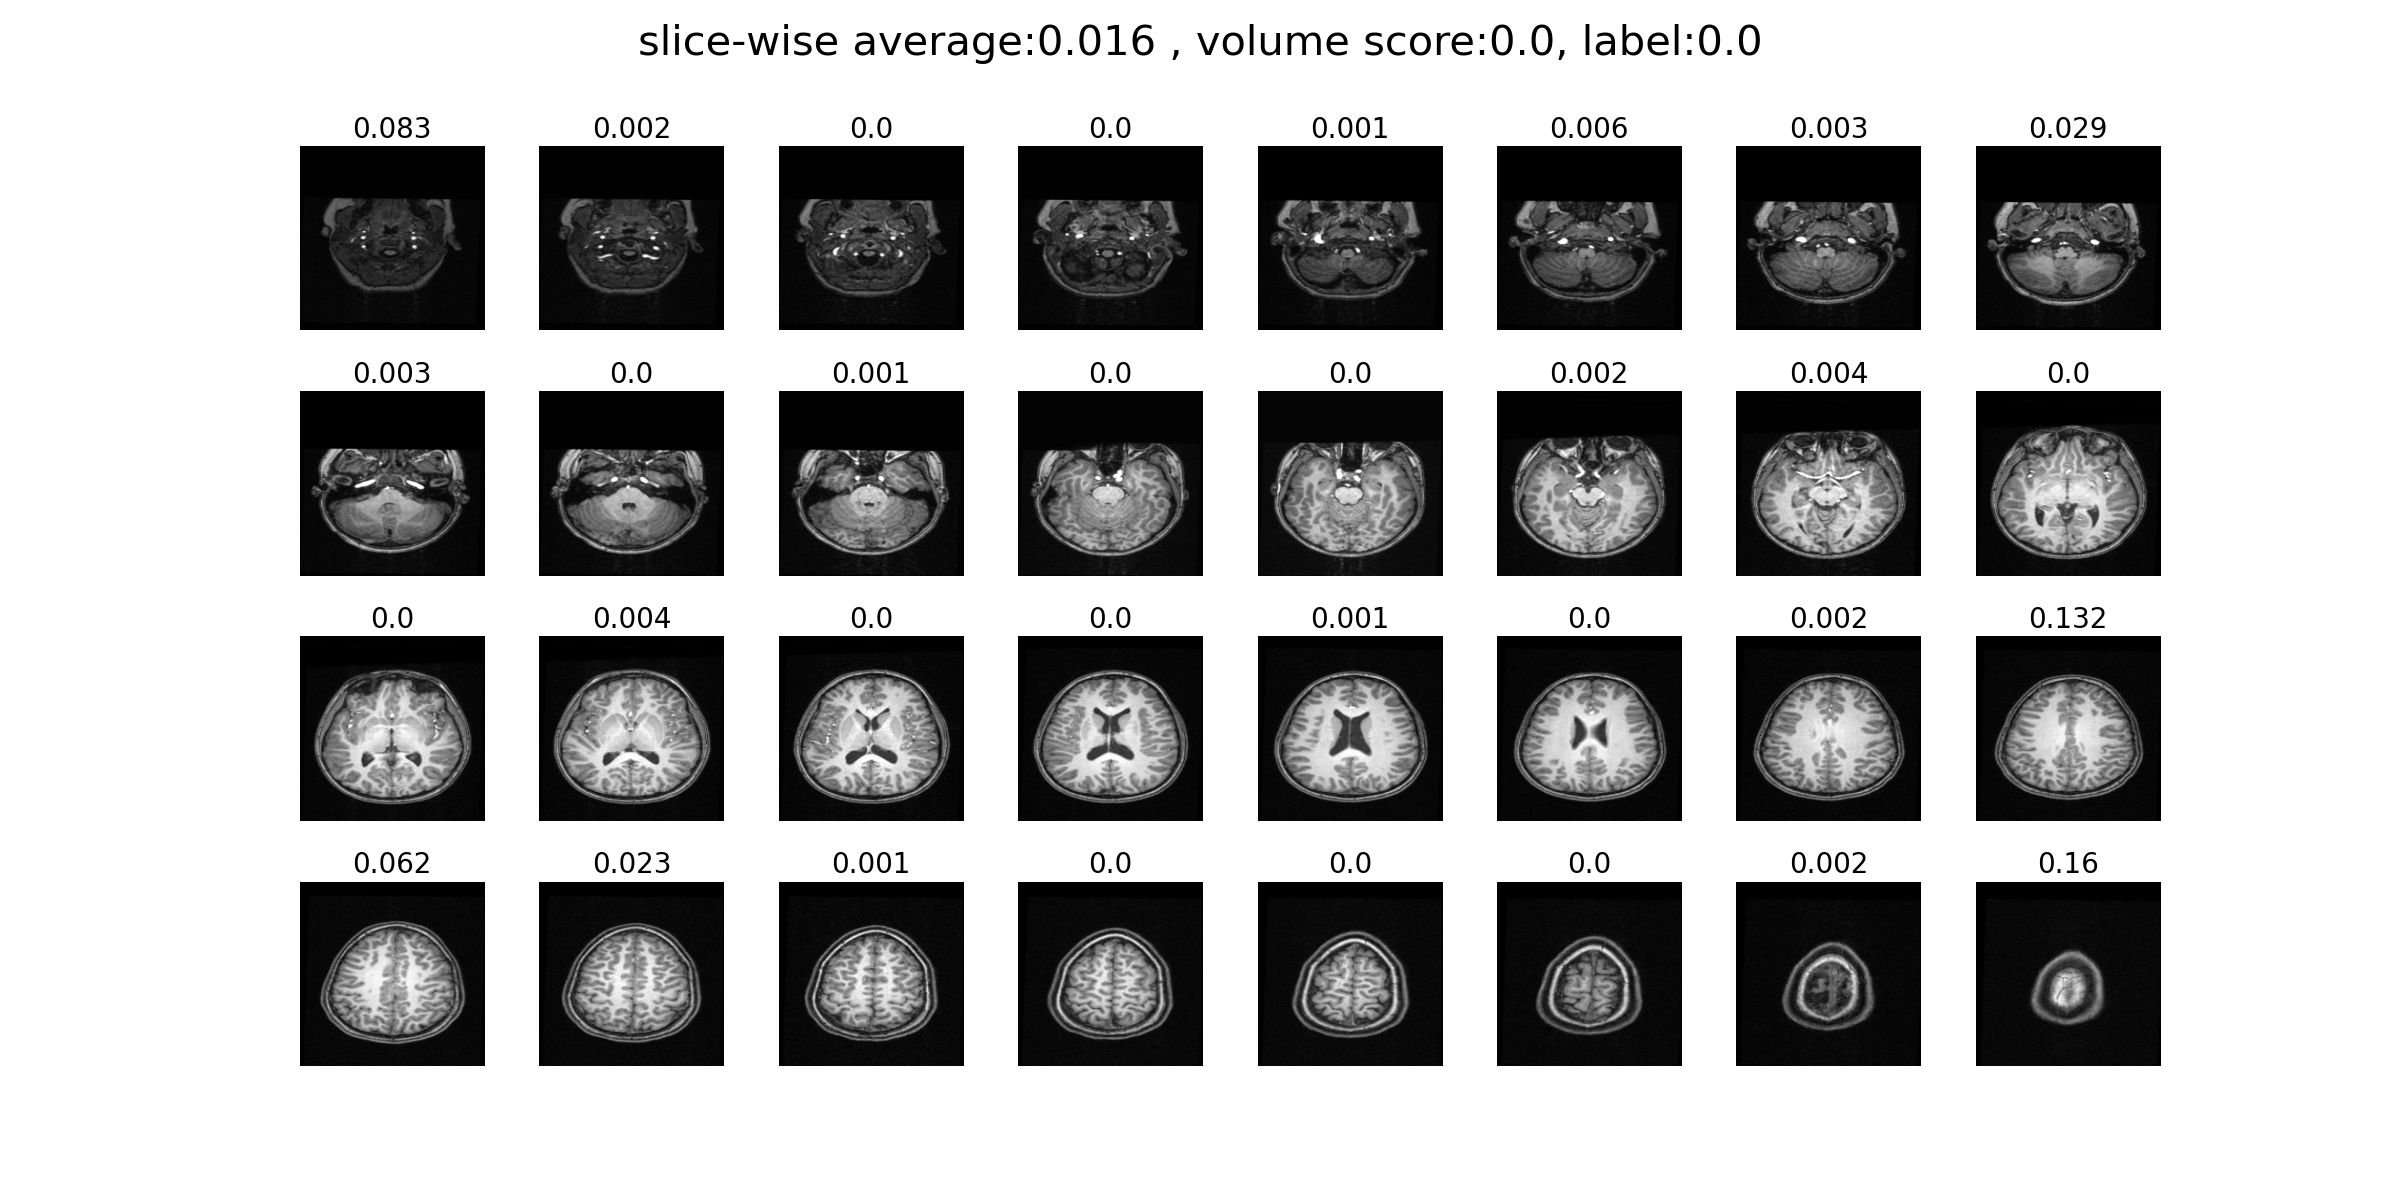 slice-wise average:0.016 , volume score:0.0, label:0.0
0.083 0.002 0.0 0.0 0.001 0.006 0.003 0.029
0.003 0.0 0.001 0.0 0.0 0.002 0.004 0.0
0.0 0.004 0.0 0.0 0.001 0.0 0.002 0.132
0.062 0.023 0.001 0.0 0.0 0.0 0.002 0.16